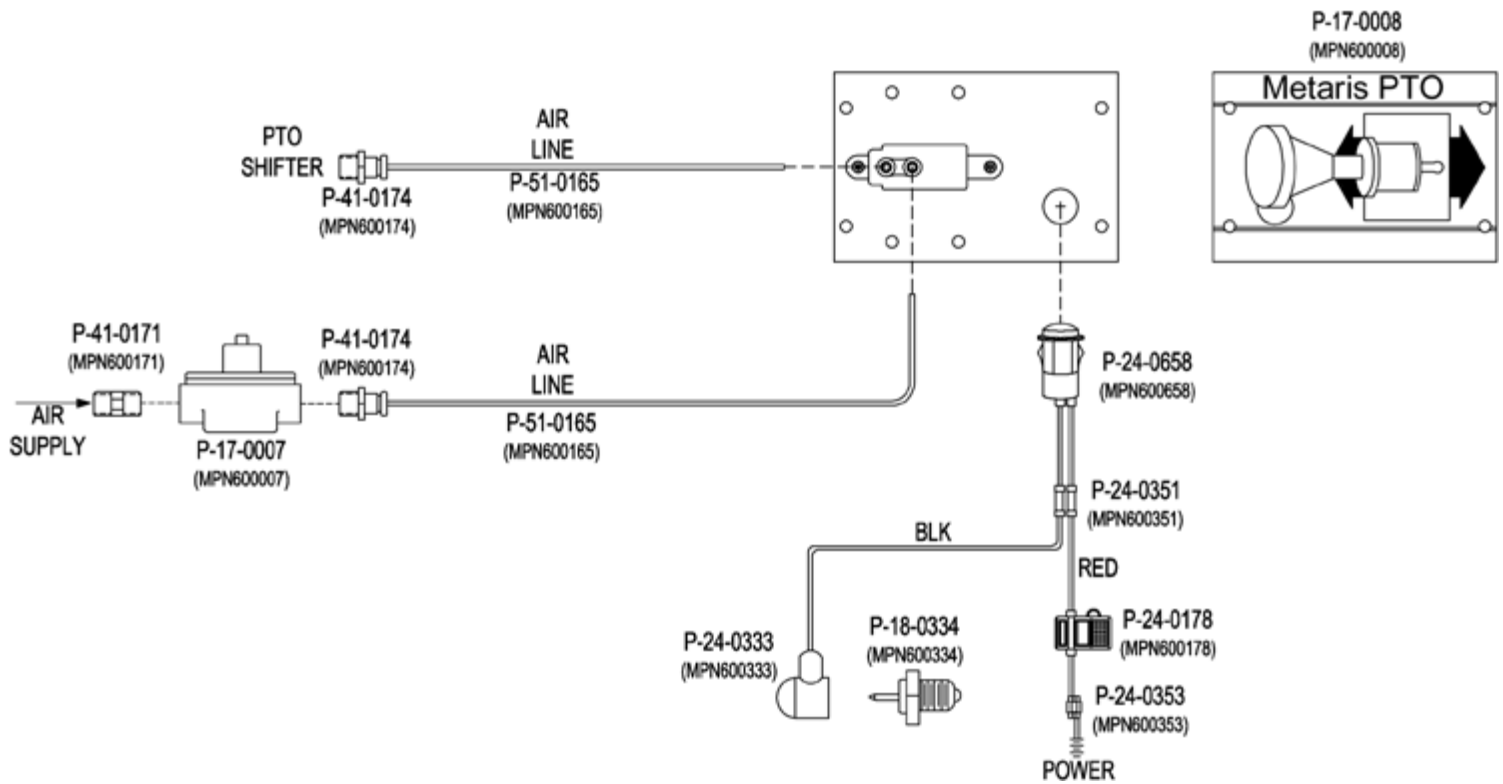 P-17-0008
(MPN600008)
Metaris PTO
PTO
SHIFTER
P-41-0174
(MPN600174)
AIR
LINE
P-51-0165
(MPN600165)
P-41-0171
(MPN600171)
AIR
SUPPLY
P-17-0007
(MPN600007)
P-41-0174
(MPN600174)
AIR
LINE
P-51-0165
(MPN600165)
P-24-0658
(MPN600658)
P-24-0351
(MPN600351)
BLK
RED
P-24-0333
(MPN600333)
P-18-0334
(MPN600334)
P-24-0178
(MPN600178)
P-24-0353
(MPN600353)
POWER